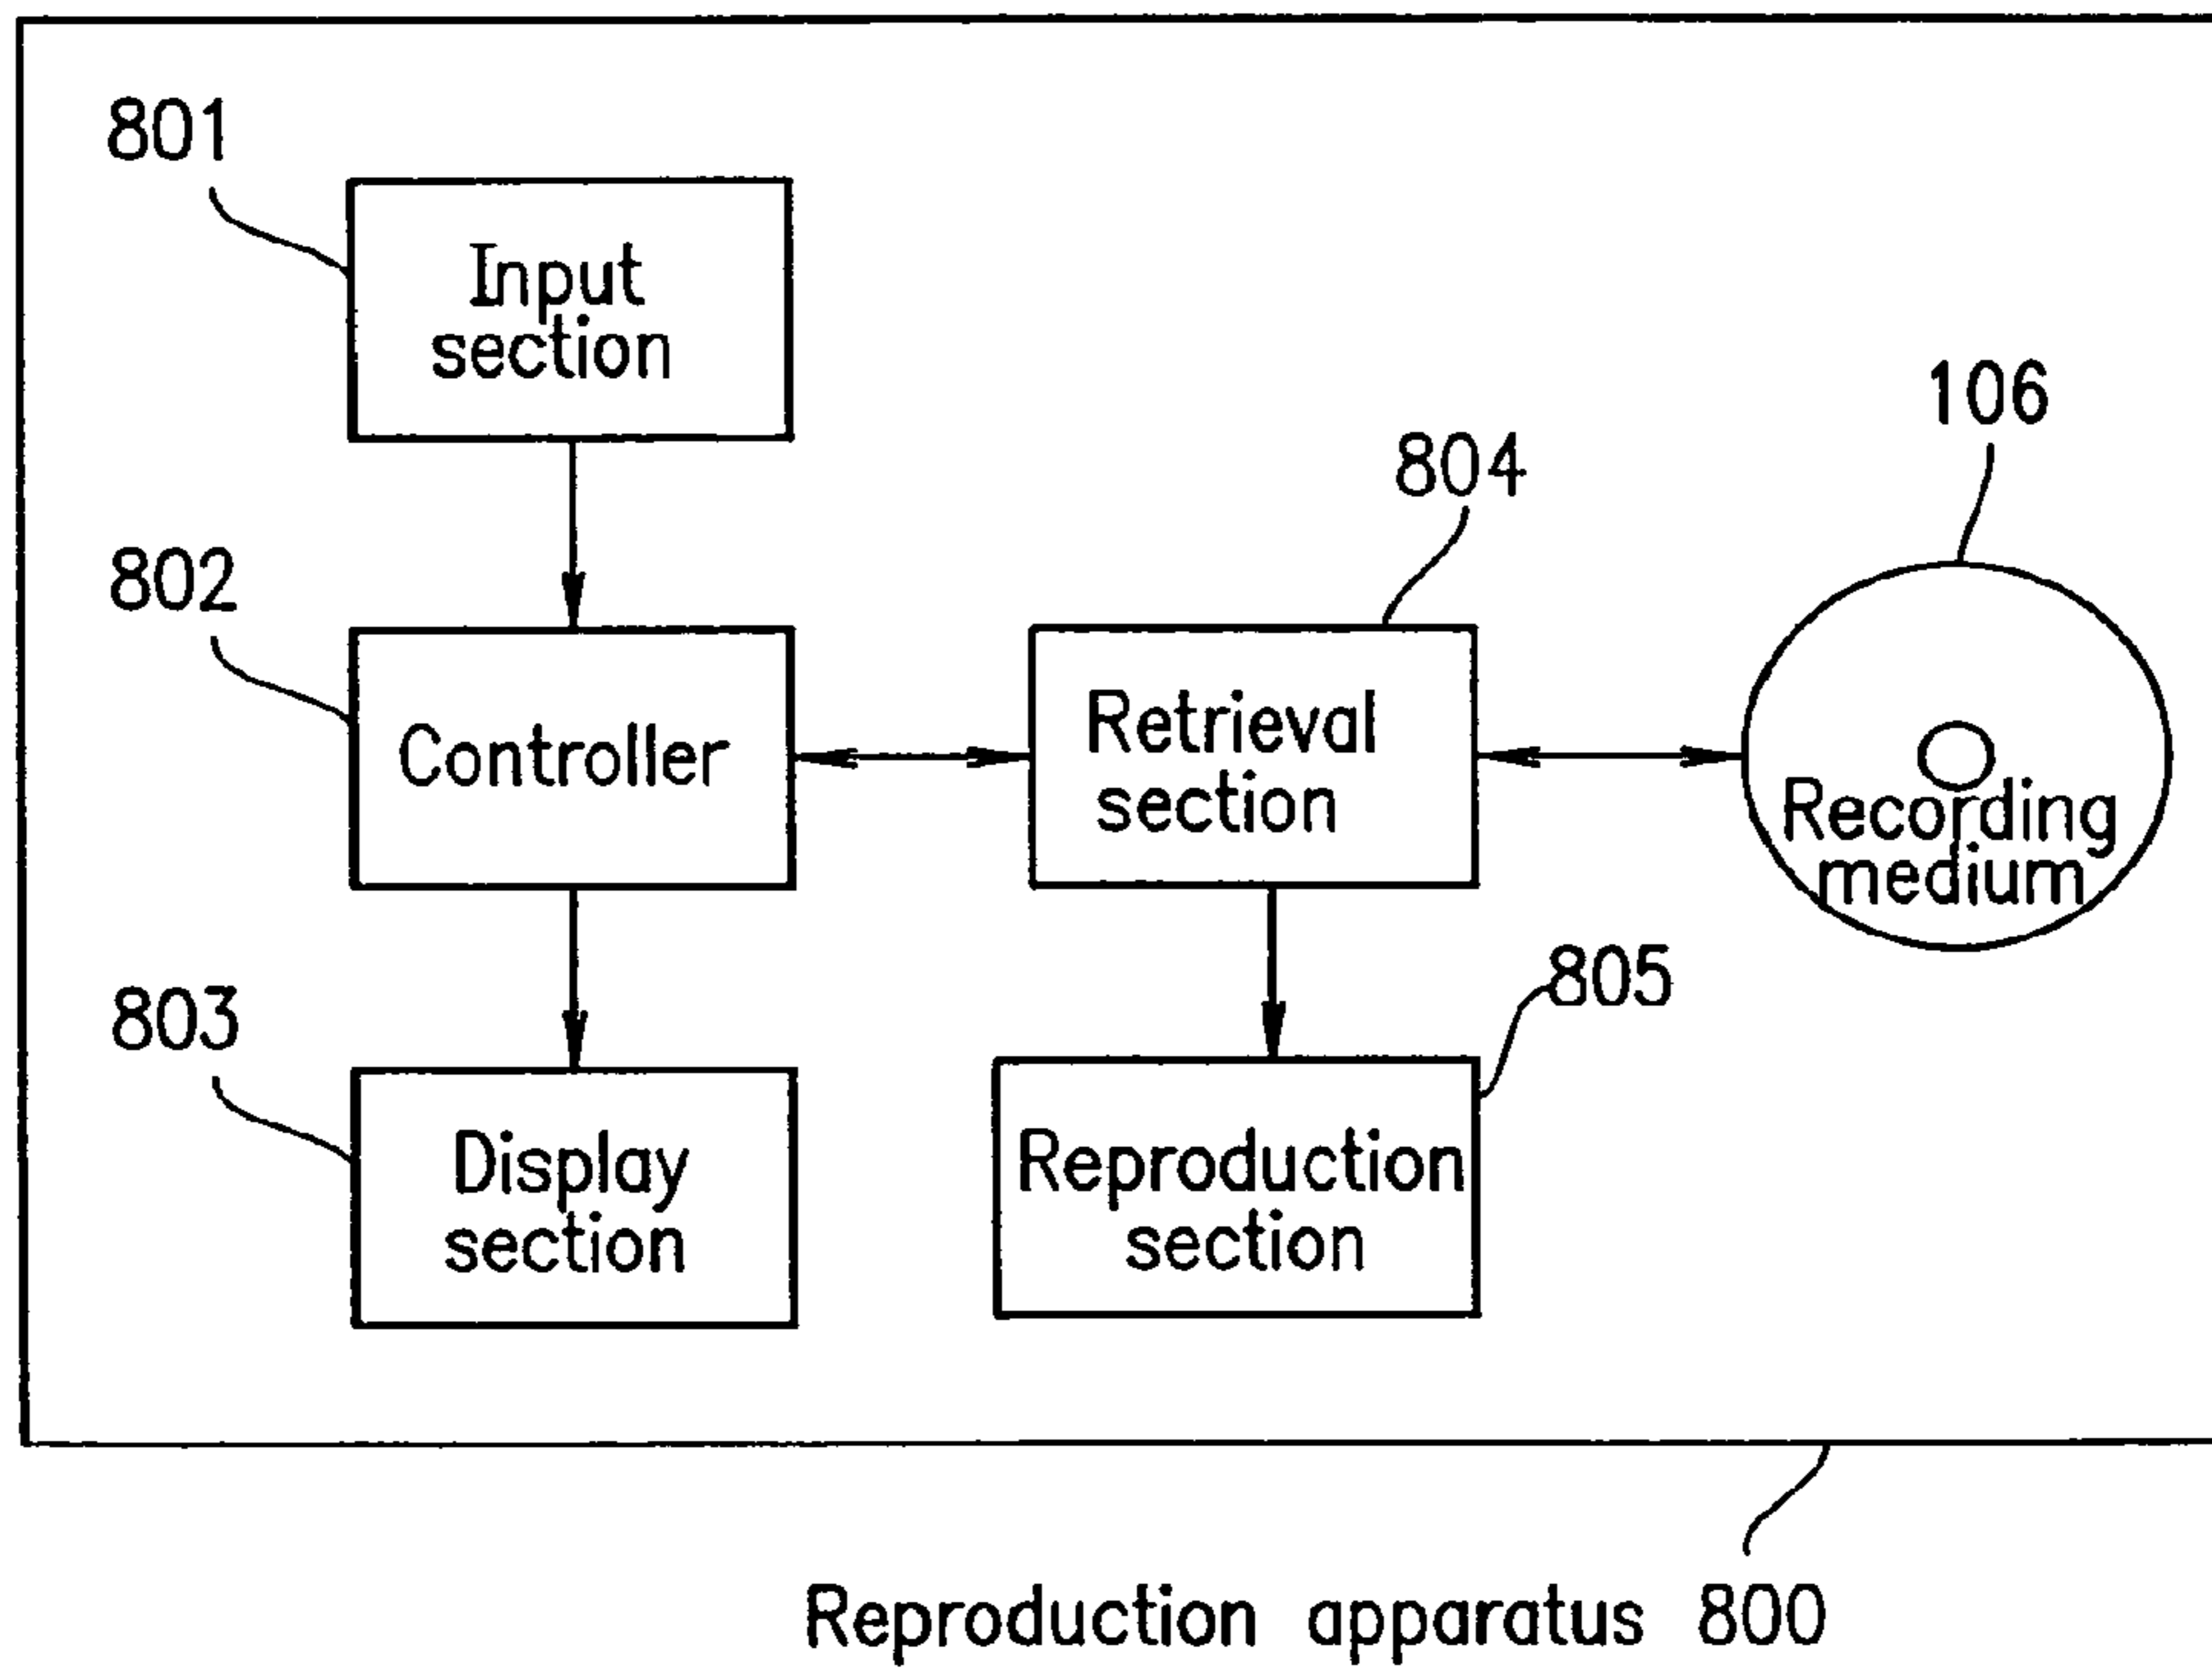 801
Input
section
106
804
802
Controller
Retrieval
section
Recording
medium
805
803
Display
section
Reproduction
section
Reproduction apparatus 800